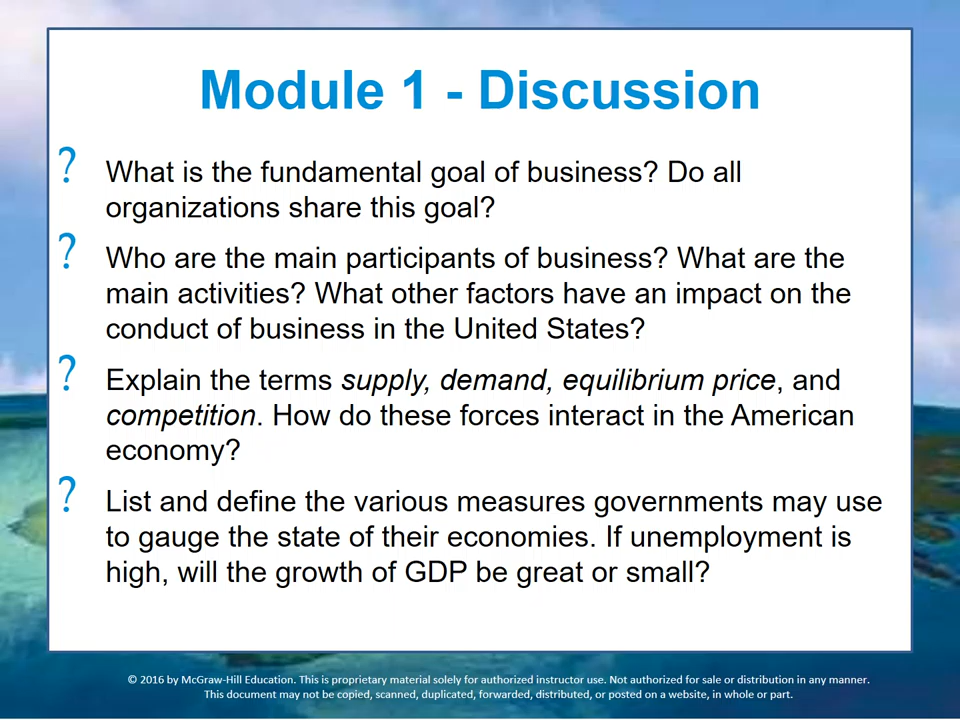 Module 1 - Discussion
? What is the fundamental goal of business? Do all
organizations share this goal?
? Who are the main participants of business? What are the
main activities? What other factors have an impact on the
conduct of business in the United States?
? Explain the terms supply, demand, equilibrium price, and
competition. How do these forces interact in the American
economy?
? List and define the various measures governments may use
to gauge the state of their economies. If unemployment is
high, will the growth of GDP be great or small?
© 2016 by McGraw-Hill Education. This is proprietary material solely for authorized instructor use. Not authorized for sale or distribution in any manner.
This document may not be copied, scanned, duplicated, forwarded, distributed, or posted on a website, in whole or part.